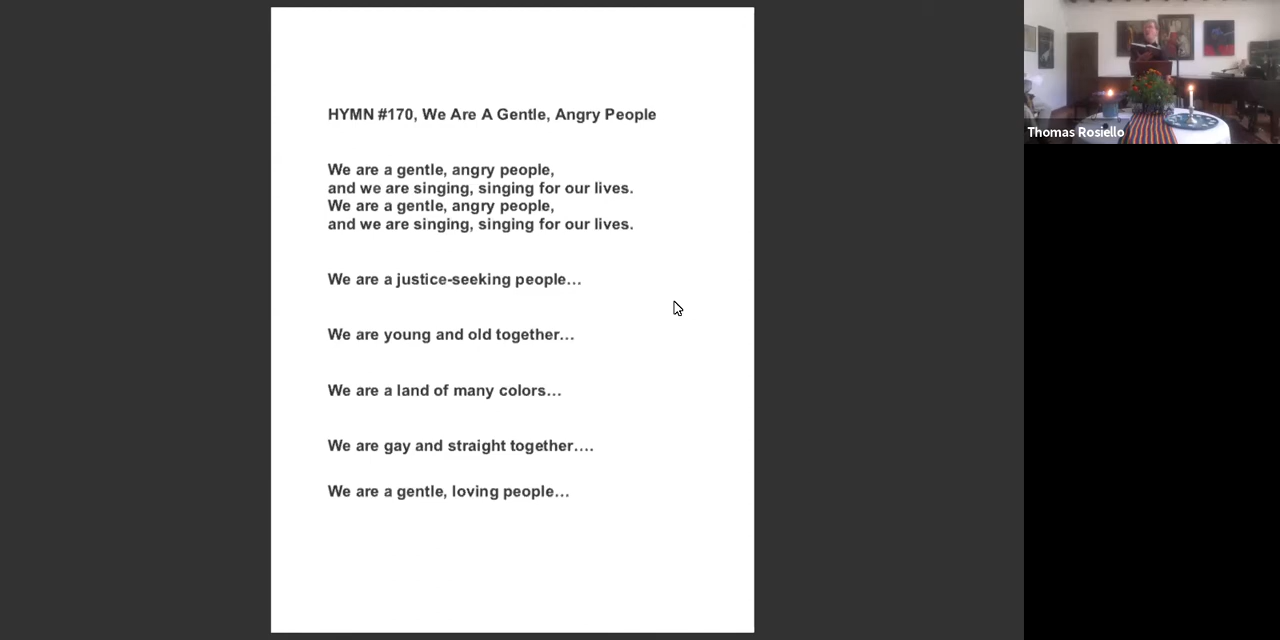 HYMN #170, We Are A Gentle, Angry People
We are a gentle, angry people,
and we are singing, singing for our lives.
We are a gentle, angry people,
and we are singing, singing for our lives.
We are a justice-seeking people…
We are young and old together…
We are a land of many colors…
We are gay and straight together….
We are a gentle, loving people…
Thomas Rosiello